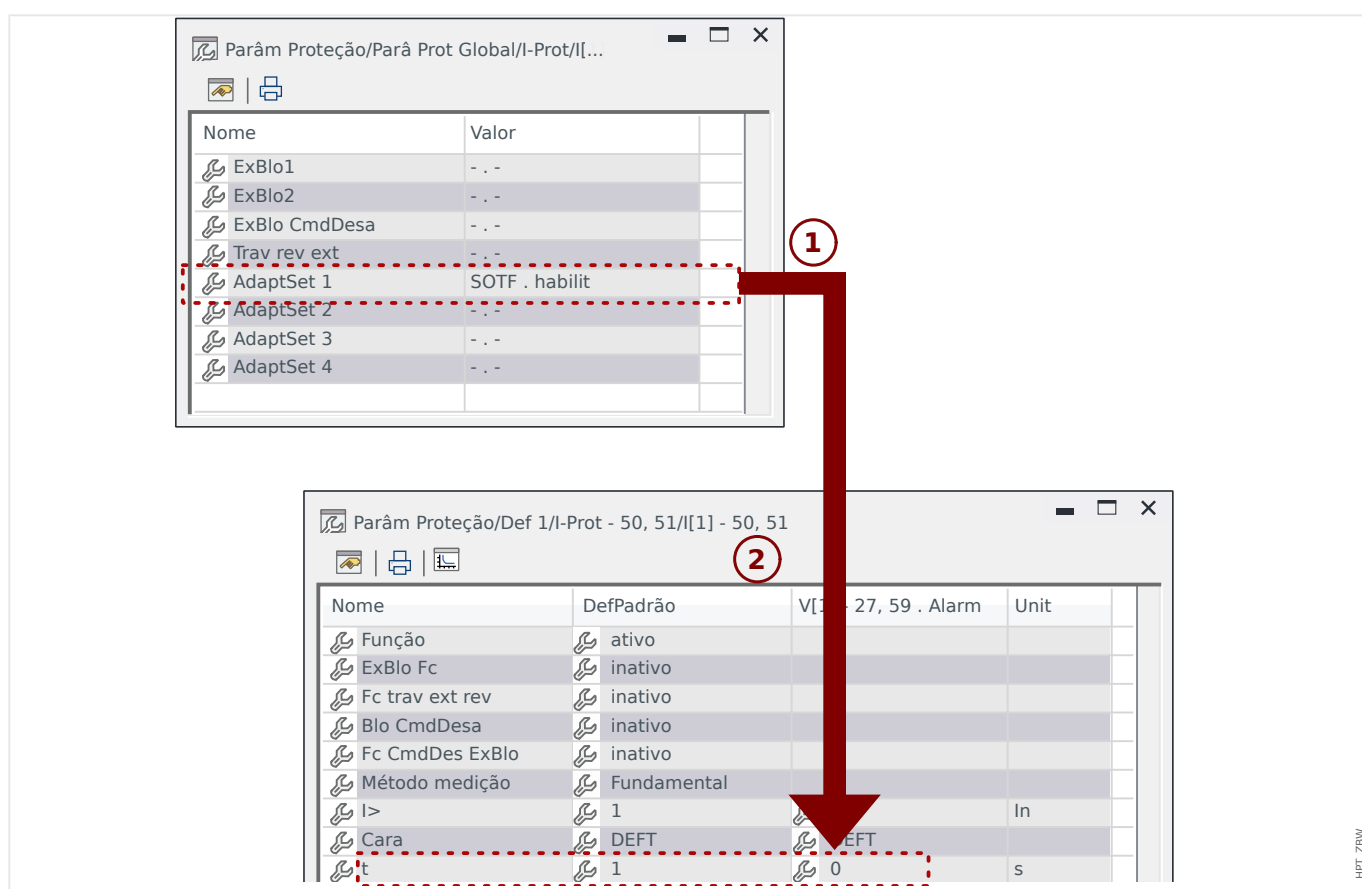 Parâm Proteção/Parâ Prot Global/I-Prot/I[...
Nome Valor
ExBlo1 - . -
ExBlo2 - . -
ExBlo CmdDesa - . -
Trav rev ext - . -
AdaptSet 1 SOTF . habilit
AdaptSet 2 - . -
AdaptSet 3 - . -
AdaptSet 4 - . -
1
Parâm Proteção/Def 1/I-Prot - 50, 51/I[1] - 50, 51
2
Nome DefPadrão 27, 59 . Alarm Unit
Função ativo
ExBlo Fc inativo
Fc trav ext rev inativo
Blo CmdDesa inativo
Fc CmdDes ExBlo inativo
Método medição Fundamental
I> 1 In
Cara DEFT
t 1 0 s